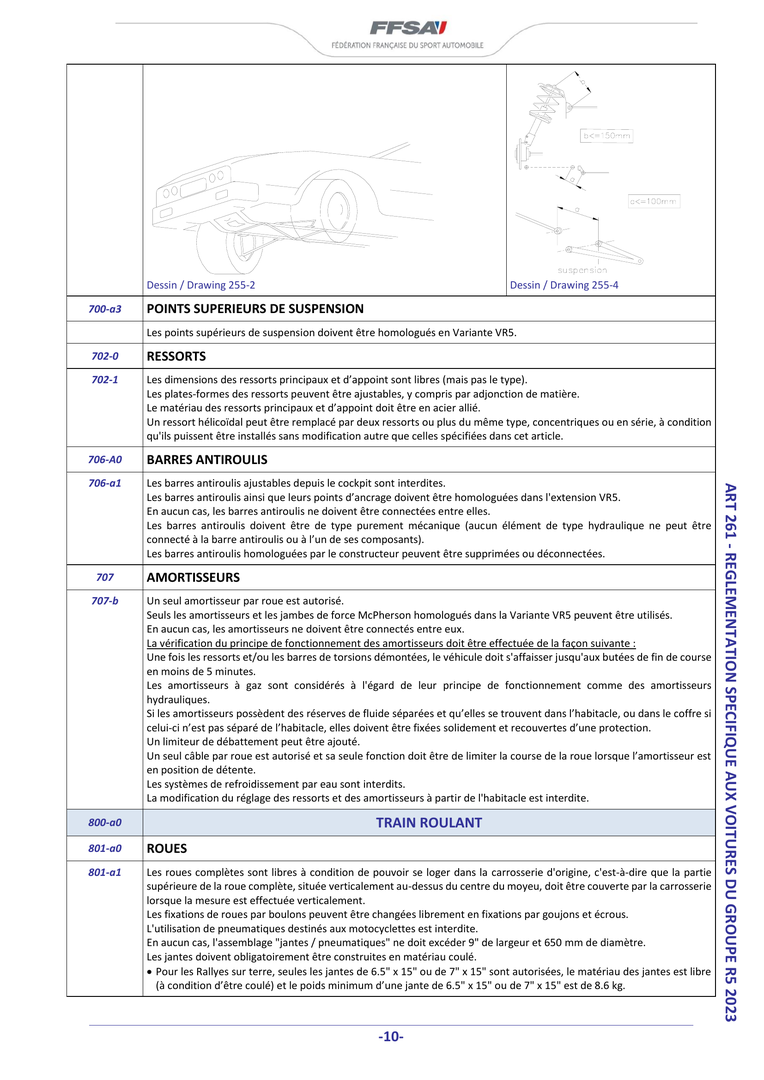 FFSA
FÉDÉRATION FRANÇAISE DU SPORT AUTOMOBILE
b<=150mm
a<=100mm
suspension
Dessin / Drawing 255-2
Dessin / Drawing 255-4
700-a3 POINTS SUPERIEURS DE SUSPENSION
Les points supérieurs de suspension doivent être homologués en Variante VR5.
702-0 RESSORTS
702-1 Les dimensions des ressorts principaux et d’appoint sont libres (mais pas le type).
Les plates-formes des ressorts peuvent être ajustables, y compris par adjonction de matière.
Le matériau des ressorts principaux et d’appoint doit être en acier allié.
Un ressort hélicoïdal peut être remplacé par deux ressorts ou plus du même type, concentriques ou en série, à condition
qu'ils puissent être installés sans modification autre que celles spécifiées dans cet article.
706-A0 BARRES ANTIROULIS
706-a1 Les barres antiroulis ajustables depuis le cockpit sont interdites.
Les barres antiroulis ainsi que leurs points d’ancrage doivent être homologuées dans l'extension VR5.
En aucun cas, les barres antiroulis ne doivent être connectées entre elles.
Les barres antiroulis doivent être de type purement mécanique (aucun élément de type hydraulique ne peut être
connecté à la barre antiroulis ou à l’un de ses composants).
Les barres antiroulis homologuées par le constructeur peuvent être supprimées ou déconnectées.
707 AMORTISSEURS
707-b Un seul amortisseur par roue est autorisé.
Seuls les amortisseurs et les jambes de force McPherson homologués dans la Variante VR5 peuvent être utilisés.
En aucun cas, les amortisseurs ne doivent être connectés entre eux.
La vérification du principe de fonctionnement des amortisseurs doit être effectuée de la façon suivante :
Une fois les ressorts et/ou les barres de torsions démontées, le véhicule doit s'affaisser jusqu'aux butées de fin de course
en moins de 5 minutes.
Les amortisseurs à gaz sont considérés à l'égard de leur principe de fonctionnement comme des amortisseurs
hydrauliques.
Si les amortisseurs possèdent des réserves de fluide séparées et qu’elles se trouvent dans l’habitacle, ou dans le coffre si
celui-ci n’est pas séparé de l’habitacle, elles doivent être fixées solidement et recouvertes d’une protection.
Un limiteur de débattement peut être ajouté.
Un seul câble par roue est autorisé et sa seule fonction doit être de limiter la course de la roue lorsque l’amortisseur est
en position de détente.
Les systèmes de refroidissement par eau sont interdits.
La modification du réglage des ressorts et des amortisseurs à partir de l'habitacle est interdite.
800-a0 TRAIN ROULANT
801-a0 ROUES
801-a1 Les roues complètes sont libres à condition de pouvoir se loger dans la carrosserie d'origine, c'est-à-dire que la partie
supérieure de la roue complète, située verticalement au-dessus du centre du moyeu, doit être couverte par la carrosserie
lorsque la mesure est effectuée verticalement.
Les fixations de roues par boulons peuvent être changées librement en fixations par goujons et écrous.
L'utilisation de pneumatiques destinés aux motocyclettes est interdite.
En aucun cas, l'assemblage "jantes / pneumatiques" ne doit excéder 9" de largeur et 650 mm de diamètre.
Les jantes doivent obligatoirement être construites en matériau coulé.
• Pour les Rallyes sur terre, seules les jantes de 6.5" x 15" ou de 7" x 15" sont autorisées, le matériau des jantes est libre
(à condition d’être coulé) et le poids minimum d’une jante de 6.5" x 15" ou de 7" x 15" est de 8.6 kg.
ART 261 - REGLEMENTATION SPECIFIQUE AUX VOITURES DU GROUPE R5 2023
-10-